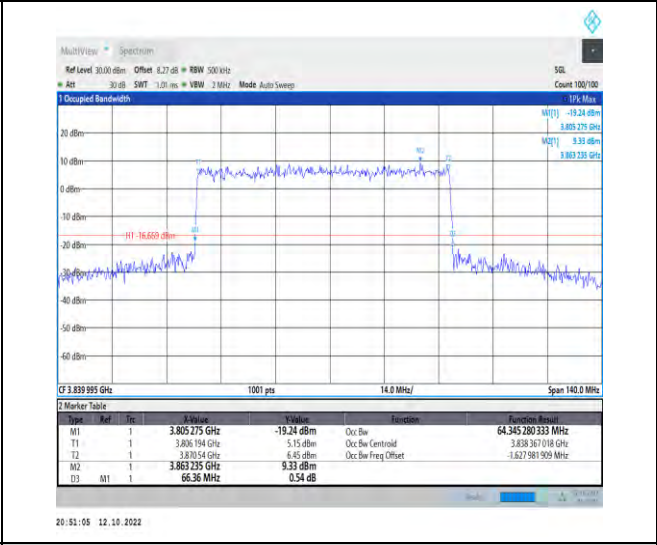 MultiView Spectrum
Ref Level 30.00 dBm Offset 8.27 dB RBW 500 kHz SGL
Att 30 dB SWT 1.01 ms VBW 2 MHz Mode Auto Sweep Count 100/100
1 Occupied Bandwidth 1Pk Max
M1[1] -19.24 dBm
3.805 275 GHz
M2[1] 9.33 dBm
3.863 235 GHz
20 dBm
M2
10 dBm
T1
T2
0 dBm
-10 dBm
H1 -16.659 dBm
M1
D3
-20 dBm
-30 dBm
-40 dBm
-50 dBm
-60 dBm
CF 3.839 995 GHz 1001 pts 14.0 MHz/ Span 140.0 MHz
2 Marker Table
Type Ref Trc X-Value Y-Value Function Function Result
M1 1 3.805 275 GHz -19.24 dBm Occ Bw 64.345 280 333 MHz
T1 1 3.806 194 GHz 5.15 dBm Occ Bw Centroid 3.838 367 018 GHz
T2 1 3.870 54 GHz 6.45 dBm Occ Bw Freq Offset -1.627 981 909 MHz
M2 1 3.863 235 GHz 9.33 dBm
D3 M1 1 66.36 MHz 0.54 dB
20:51:05 12.10.2022